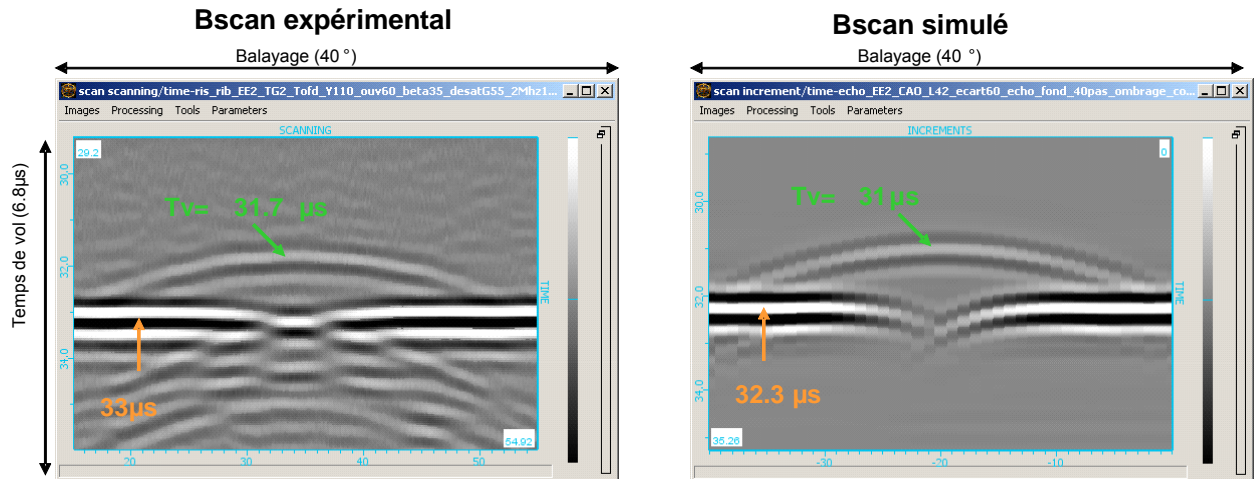 Bscan expérimental
Balayage (40 °)
scan scanning/time-ris_rib_EE2_TG2_Tofd_Y110_ouv60_beta35_desatG55_2Mhz1...
Images Processing Tools Parameters
SCANNING
29.2
30,0
Tv= 31.7 µs
32,0
TIME
34,0
33µs
54.92
20 30 40 50
Temps de vol (6.8µs)
Bscan simulé
Balayage (40 °)
scan increment/time-echo_EE2_CAO_L42_ecart60_echo_fond_40pas_ombrage_co...
Images Processing Tools Parameters
INCREMENTS
0
30,0
Tv= 31µs
32,0
TIME
34,0
32.3 µs
35.26
-30 -20 -10